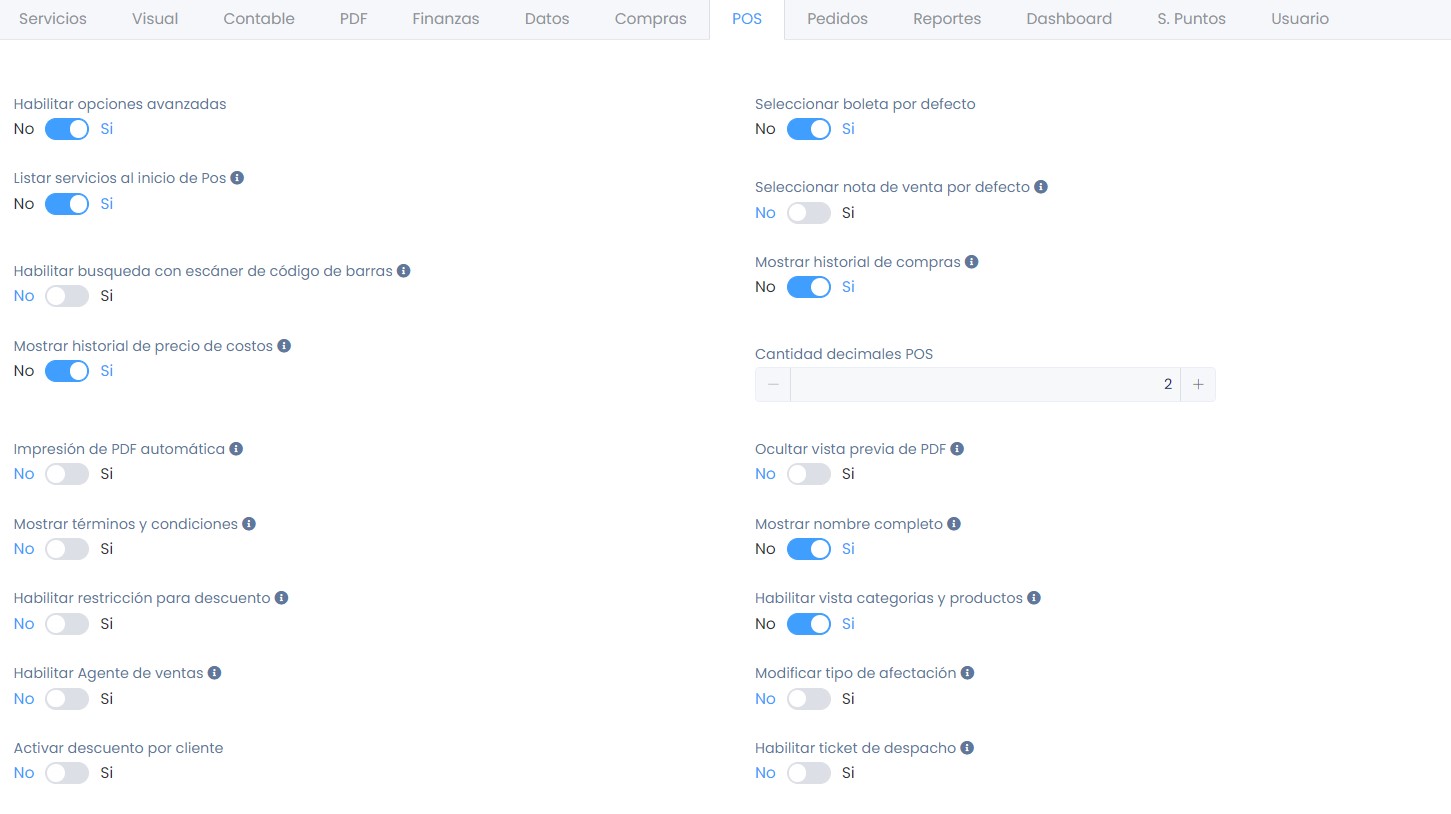 Servicios Visual Contable PDF Finanzas Datos Compras POS Pedidos Reportes Dashboard S. Puntos Usuario
Habilitar opciones avanzadas
No Si
Seleccionar boleta por defecto
No Si
Listar servicios al inicio de Pos
No Si
Seleccionar nota de venta por defecto
No Si
Habilitar busqueda con escáner de código de barras
No Si
Mostrar historial de compras
No Si
Mostrar historial de precio de costos
No Si
Cantidad decimales POS
2
Impresión de PDF automática
No Si
Ocultar vista previa de PDF
No Si
Mostrar términos y condiciones
No Si
Mostrar nombre completo
No Si
Habilitar restricción para descuento
No Si
Habilitar vista categorias y productos
No Si
Habilitar Agente de ventas
No Si
Modificar tipo de afectación
No Si
Activar descuento por cliente
No Si
Habilitar ticket de despacho
No Si